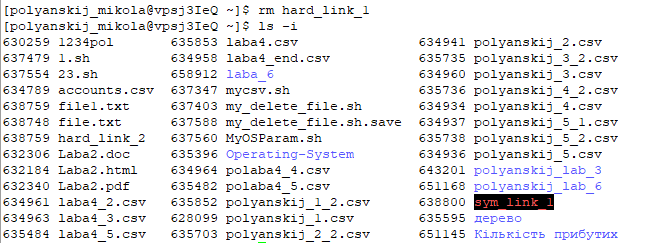 [polyanskij_mikola@vpsj3IeQ ~]$ rm hard_link_1
[polyanskij_mikola@vpsj3IeQ ~]$ ls -i
630259 1234pol 635853 laba4.csv 634941 polyanskij_2.csv
637479 1.sh 634958 laba4_end.csv 635735 polyanskij_3_2.csv
637554 23.sh 658912 laba_6 634960 polyanskij_3.csv
634789 accounts.csv 637347 mycsv.sh 635736 polyanskij_4_2.csv
638759 file1.txt 637403 my_delete_file.sh 634934 polyanskij_4.csv
638748 file.txt 637588 my_delete_file.sh.save 634937 polyanskij_5_1.csv
638759 hard_link_2 637560 MyOSParam.sh 635738 polyanskij_5_2.csv
632306 Laba2.doc 635396 Operating-System 634936 polyanskij_5.csv
632184 Laba2.html 634964 polaba4_4.csv 643201 polyanskij_lab_3
632340 Laba2.pdf 635482 polaba4_5.csv 651168 polyanskij_lab_6
634961 laba4_2.csv 635852 polyanskij_1_2.csv 638800 sym_link_1
634963 laba4_3.csv 628099 polyanskij_1.csv 635595 дерево
635484 laba4_5.csv 635703 polyanskij_2_2.csv 651145 Кількість прибутих